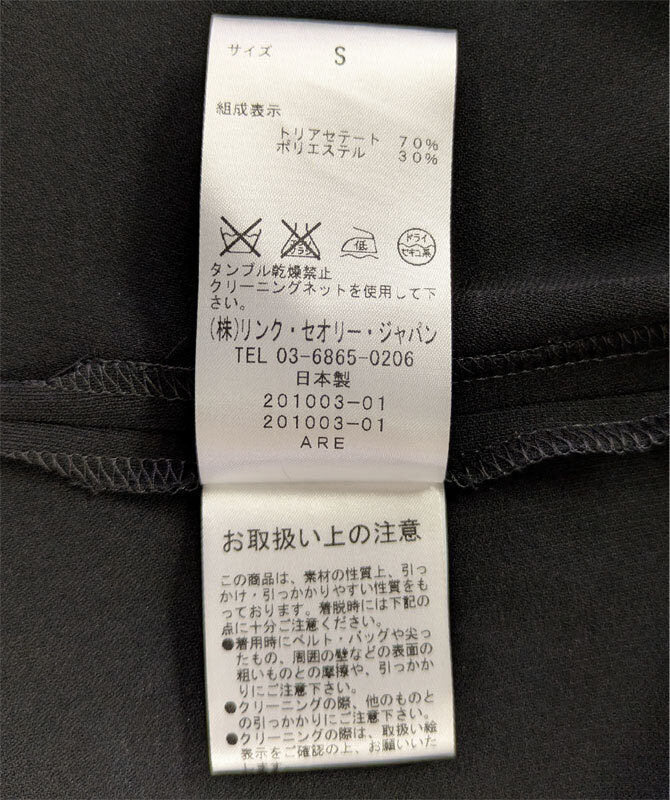 サイズ S
組成表示
トリアセテート 70%
ポリエステル 30%
低
ドライ
セキユ系
タンブル乾燥禁止
クリーニングネットを使用して下
さい。
(株)リンク・セオリー・ジャパン
TEL 03-6865-0206
日本製
201003-01
201003-01
ARE
お取扱い上の注意
この商品は、素材の性質上、引っ
かけ・引っかかりやすい性質をも
っております。着脱時には下記の
点に十分ご注意ください。
●着用時にベルト・バッグや尖っ
たもの、周囲の壁などの表面の
粗いものとの摩擦や、引っかか
りにご注意下さい。
●クリーニングの際、他のものと
の引っかかりにご注意下さい。
●クリーニングの際は、取扱い絵
表示をご確認の上、お願いいた
します。